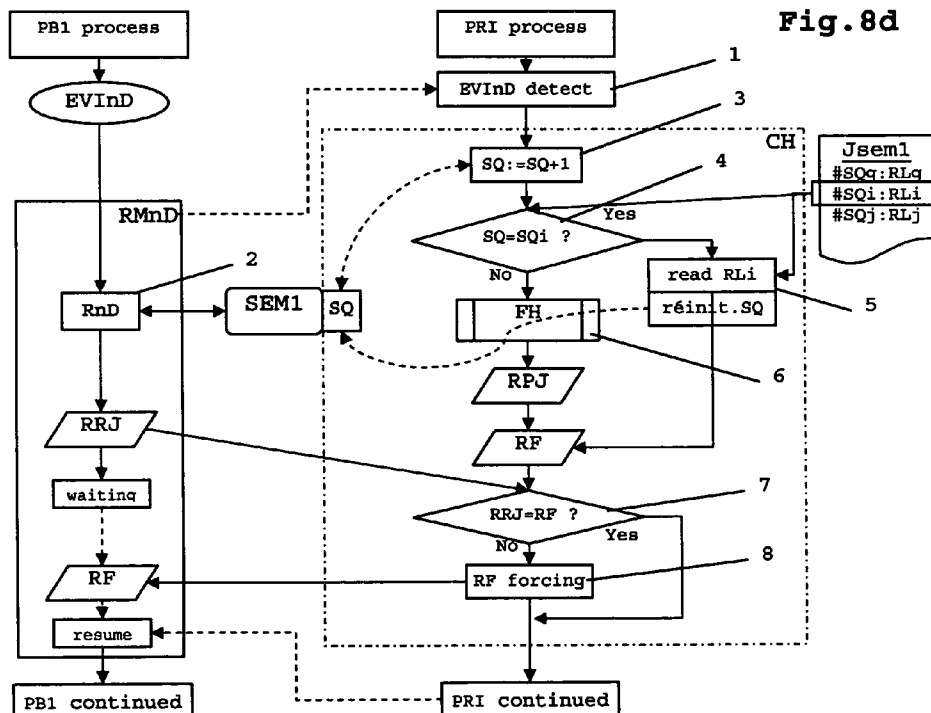 Fig.8d
PB1 process
PRI process
1
EVInD
EVInD detect
3
CH
SQ:=SQ+1
4
Jsem1
#SQq:RLq
#SQi:RLi
#SQj:RLj
RMnD
Yes
SQ=SQi ?
2
No
read RLi
RnD
SEM1
SQ
réinit.SQ
5
FH
6
RPJ
RRJ
RF
waiting
7
RRJ=RF ?
No
Yes
8
RF
RF forcing
resume
PB1 continued
PRI continued